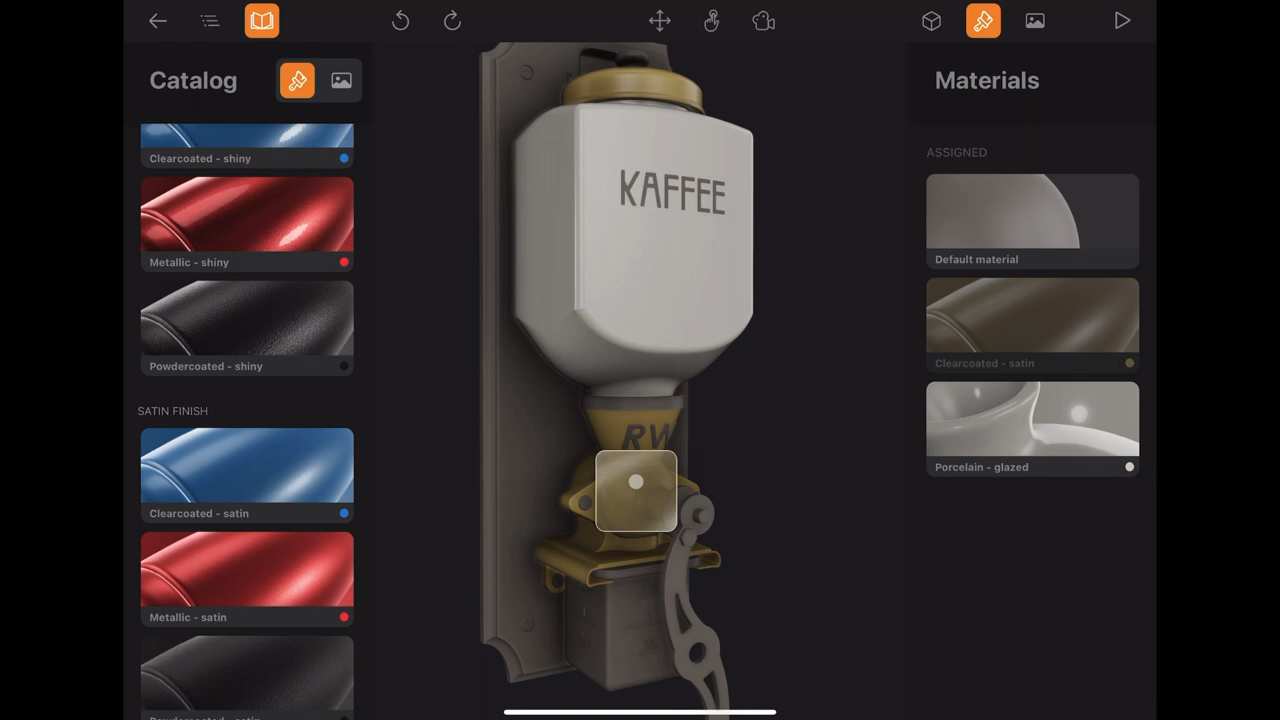 Catalog
Clearcoated - shiny
Metallic - shiny
Powdercoated - shiny
SATIN FINISH
Clearcoated - satin
Metallic - satin
KAFFEE
RW
Materials
ASSIGNED
Default material
Clearcoated - satin
Porcelain - glazed